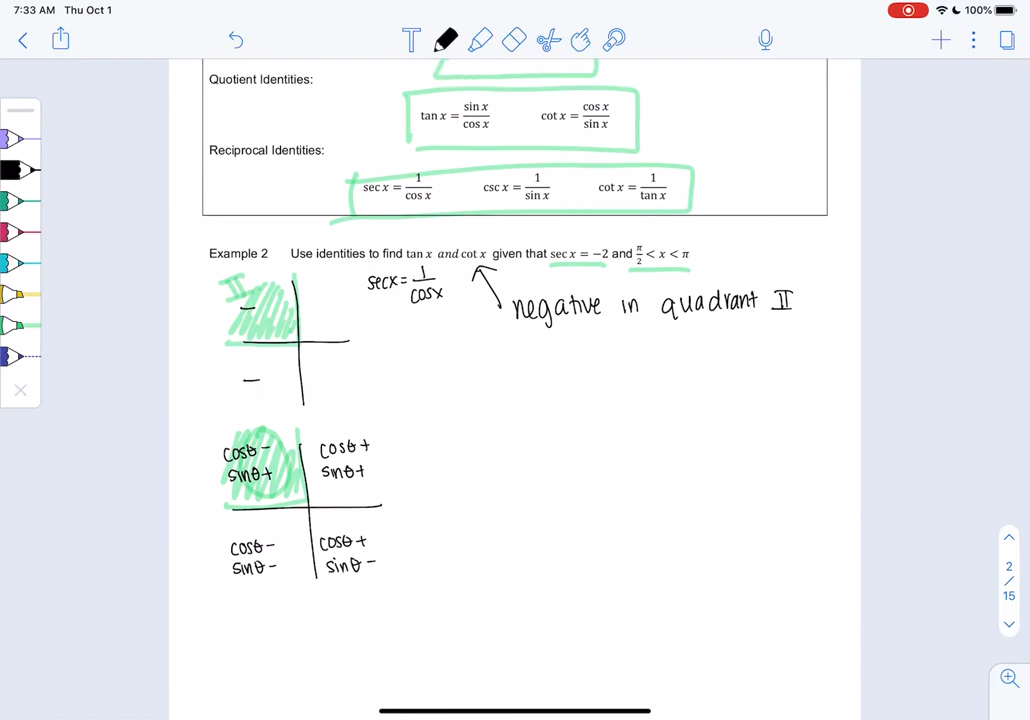 7:33 AM Thu Oct 1
100%
Quotient Identities:
tan x = sin x / cos x cot x = cos x / sin x
Reciprocal Identities:
sec x = 1 / cos x csc x = 1 / sin x cot x = 1 / tan x
Example 2 Use identities to find tan x and cot x given that sec x = −2 and π/2 < x < π
secx = 1 / cosx
negative in quadrant II
II
−
−
cosθ− cosθ+
sinθ+ sinθ+
cosθ− cosθ+
sinθ− sinθ−
2
/
15